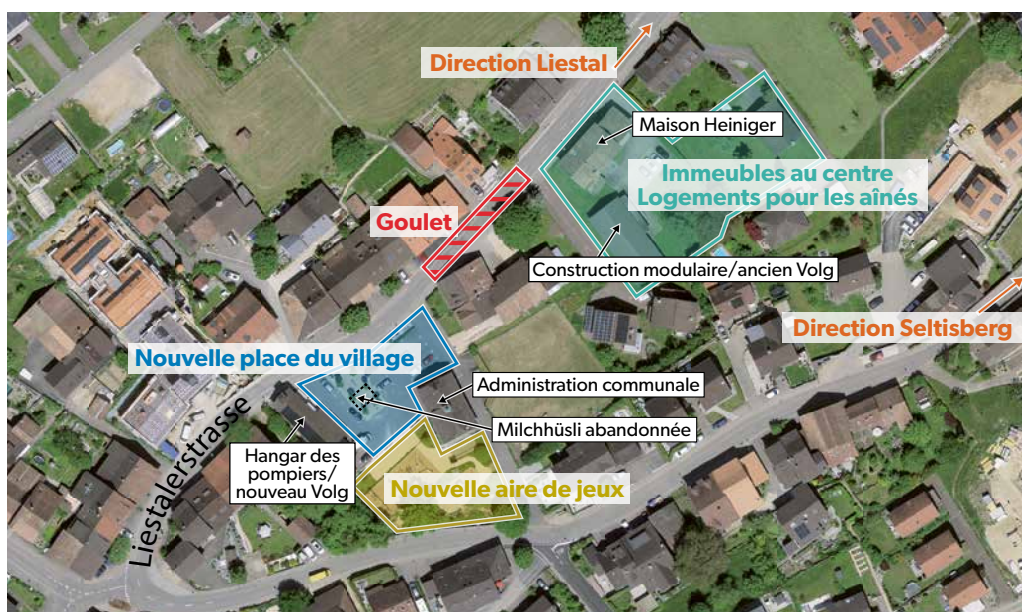 Direction Liestal
Maison Heiniger
Immeubles au centre
Logements pour les aînés
Goulet
Construction modulaire/ancien Volg
Direction Seltisberg
Nouvelle place du village
Administration communale
Milchhüsli abandonnée
Hangar des
pompiers/
nouveau Volg
Nouvelle aire de jeux
Liestalerstrasse